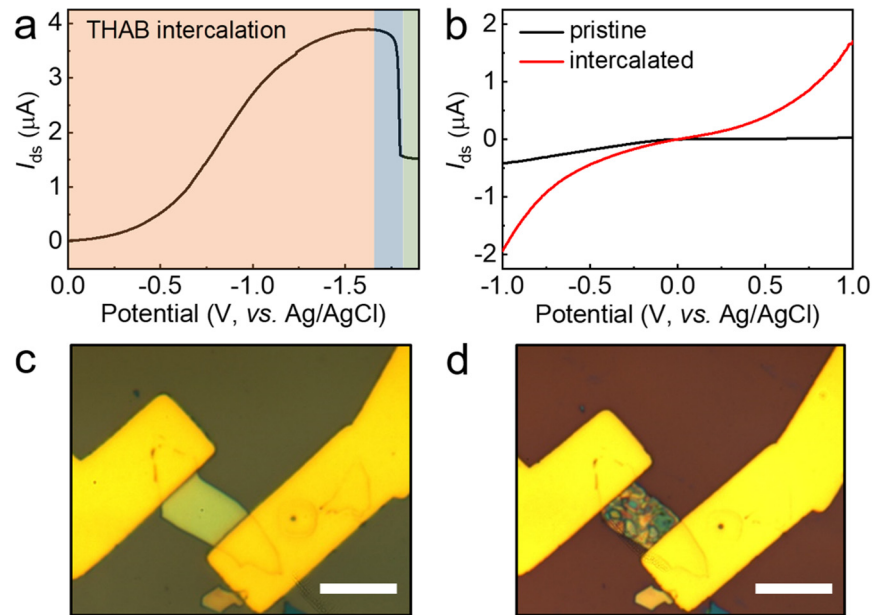 a
THAB intercalation
4
3
2
1
0
I_ds (μA)
0.0 -0.5 -1.0 -1.5
Potential (V, vs. Ag/AgCl)
b
pristine
intercalated
2
1
0
-1
-2
I_ds (μA)
-1.0 -0.5 0.0 0.5 1.0
Potential (V, vs. Ag/AgCl)
c
d